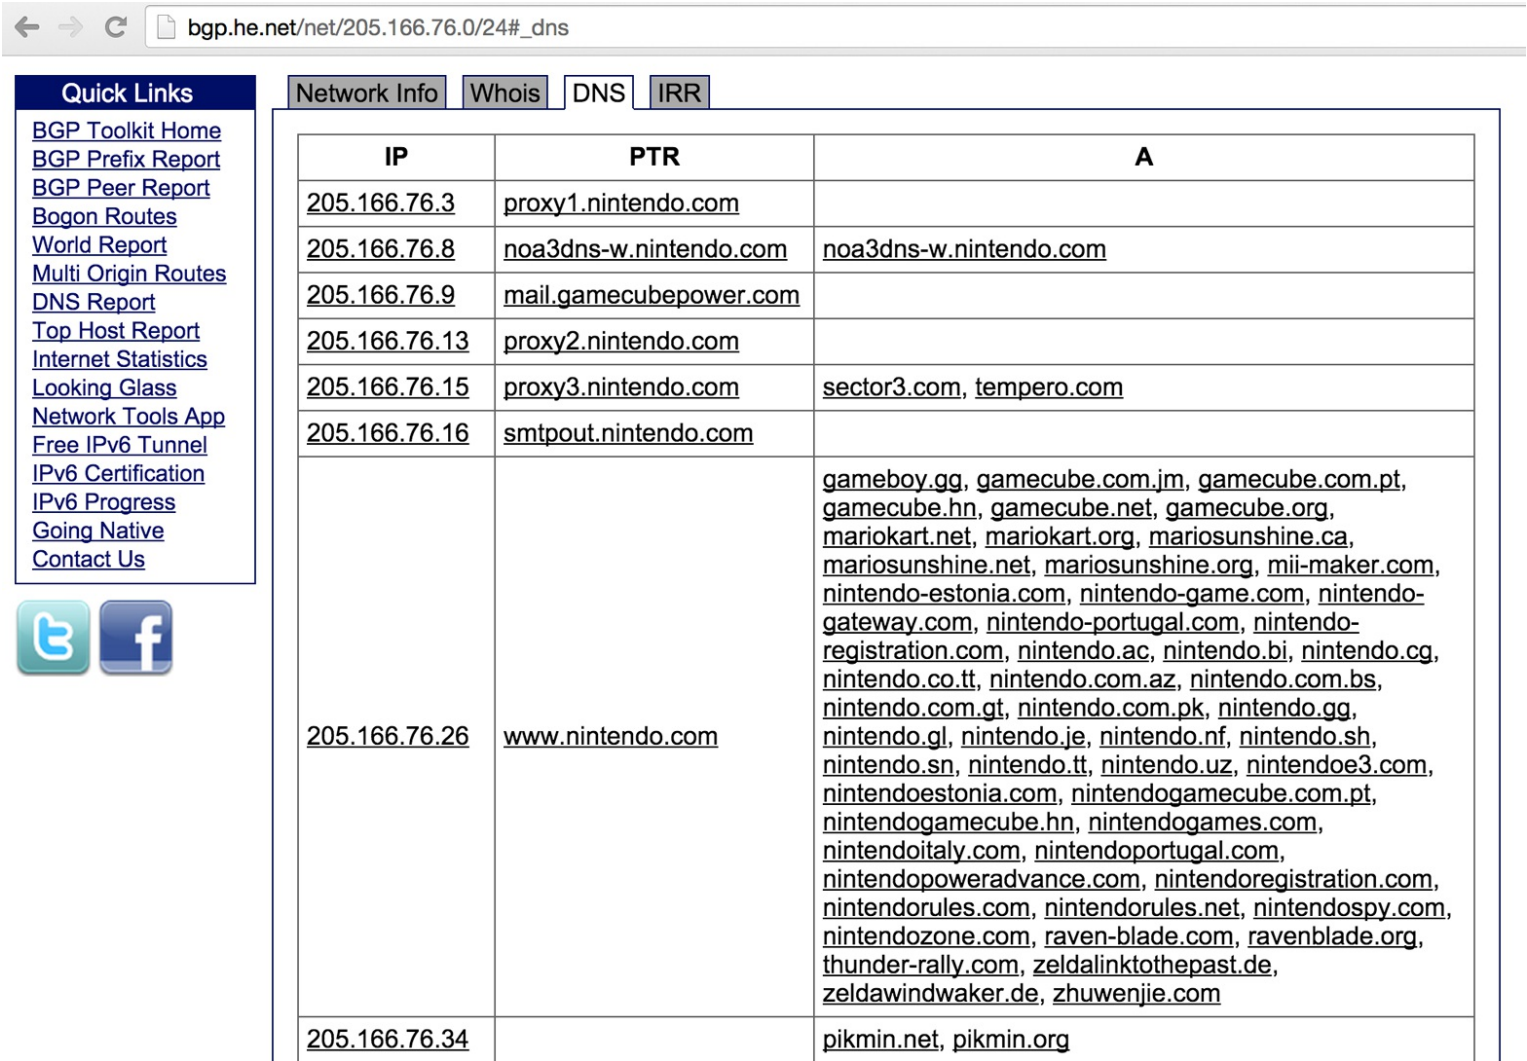 bgp.he.net/net/205.166.76.0/24#_dns
Quick Links
BGP Toolkit Home
BGP Prefix Report
BGP Peer Report
Bogon Routes
World Report
Multi Origin Routes
DNS Report
Top Host Report
Internet Statistics
Looking Glass
Network Tools App
Free IPv6 Tunnel
IPv6 Certification
IPv6 Progress
Going Native
Contact Us
Network Info Whois DNS IRR
IP PTR A
205.166.76.3 proxy1.nintendo.com
205.166.76.8 noa3dns-w.nintendo.com noa3dns-w.nintendo.com
205.166.76.9 mail.gamecubepower.com
205.166.76.13 proxy2.nintendo.com
205.166.76.15 proxy3.nintendo.com sector3.com, tempero.com
205.166.76.16 smtpout.nintendo.com
205.166.76.26 www.nintendo.com
gameboy.gg, gamecube.com.jm, gamecube.com.pt,
gamecube.hn, gamecube.net, gamecube.org,
mariokart.net, mariokart.org, mariosunshine.ca,
mariosunshine.net, mariosunshine.org, mii-maker.com,
nintendo-estonia.com, nintendo-game.com, nintendo-
gateway.com, nintendo-portugal.com, nintendo-
registration.com, nintendo.ac, nintendo.bi, nintendo.cg,
nintendo.co.tt, nintendo.com.az, nintendo.com.bs,
nintendo.com.gt, nintendo.com.pk, nintendo.gg,
nintendo.gl, nintendo.je, nintendo.nf, nintendo.sh,
nintendo.sn, nintendo.tt, nintendo.uz, nintendoe3.com,
nintendoestonia.com, nintendogamecube.com.pt,
nintendogamecube.hn, nintendogames.com,
nintendoitaly.com, nintendoportugal.com,
nintendopoweradvance.com, nintendoregistration.com,
nintendorules.com, nintendorules.net, nintendospy.com,
nintendozone.com, raven-blade.com, ravenblade.org,
thunder-rally.com, zeldalinktothepast.de,
zeldawindwaker.de, zhuwenjie.com
205.166.76.34 pikmin.net, pikmin.org